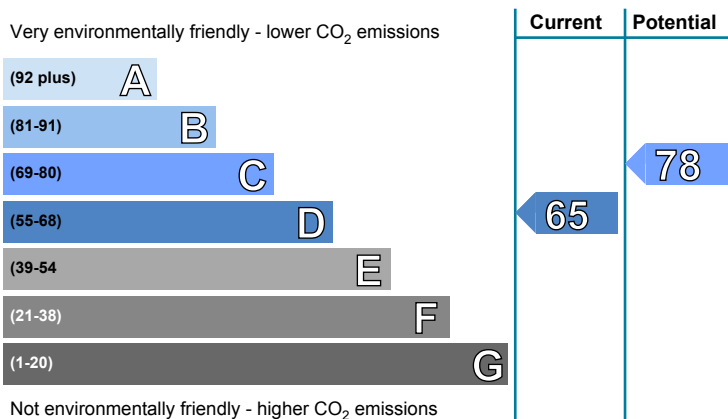 Very environmentally friendly - lower CO2 emissions
Current Potential
(92 plus) A
(81-91) B
(69-80) C
78
(55-68) D
65
(39-54 E
(21-38) F
(1-20) G
Not environmentally friendly - higher CO2 emissions